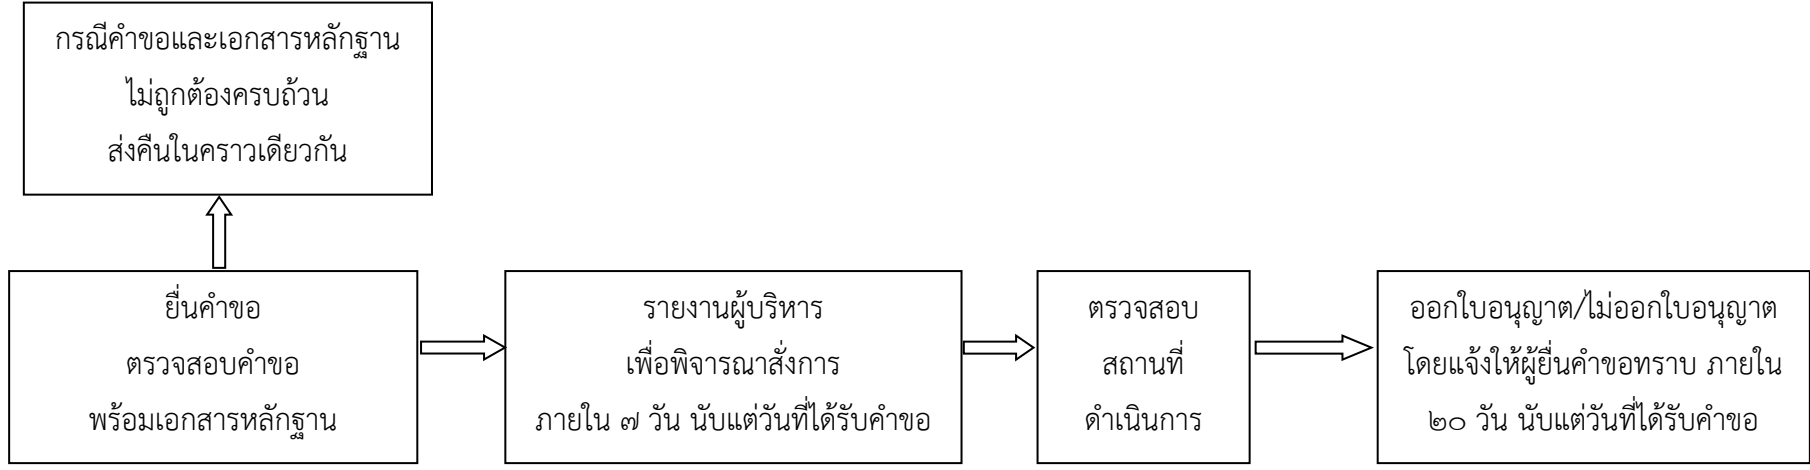 กรณีคำขอและเอกสารหลักฐาน
ไม่ถูกต้องครบถ้วน
ส่งคืนในคราวเดียวกัน
ยื่นคำขอ
ตรวจสอบคำขอ
พร้อมเอกสารหลักฐาน
รายงานผู้บริหาร
เพื่อพิจารณาสั่งการ
ภายใน ๗ วัน นับแต่วันที่ได้รับคำขอ
ตรวจสอบ
สถานที่
ดำเนินการ
ออกใบอนุญาต/ไม่ออกใบอนุญาต
โดยแจ้งให้ผู้ยื่นคำขอทราบ ภายใน
๒๐ วัน นับแต่วันที่ได้รับคำขอ